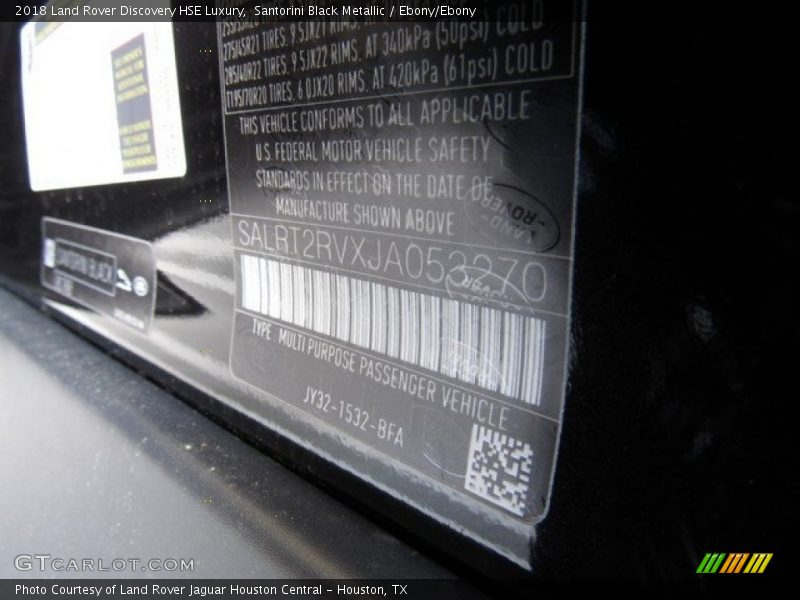 2018 Land Rover Discovery HSE Luxury, Santorini Black Metallic / Ebony/Ebony
275/45R21 TIRES, 9.5JX21 RIMS, AT 340kPa (50psi) COLD
285/40R22 TIRES, 9.5JX22 RIMS, AT 420kPa (61psi) COLD
T195/70R20 TIRES, 6.0JX20 RIMS,
THIS VEHICLE CONFORMS TO ALL APPLICABLE
U.S. FEDERAL MOTOR VEHICLE SAFETY
STANDARDS IN EFFECT ON THE DATE OF
MANUFACTURE SHOWN ABOVE
LAND- -ROVER
SALRT2RVXJA053270
SANTORINI BLACK
TYPE MULTI PURPOSE PASSENGER VEHICLE
JY32-1532-BFA
GTCARLOT.COM
Photo Courtesy of Land Rover Jaguar Houston Central - Houston, TX